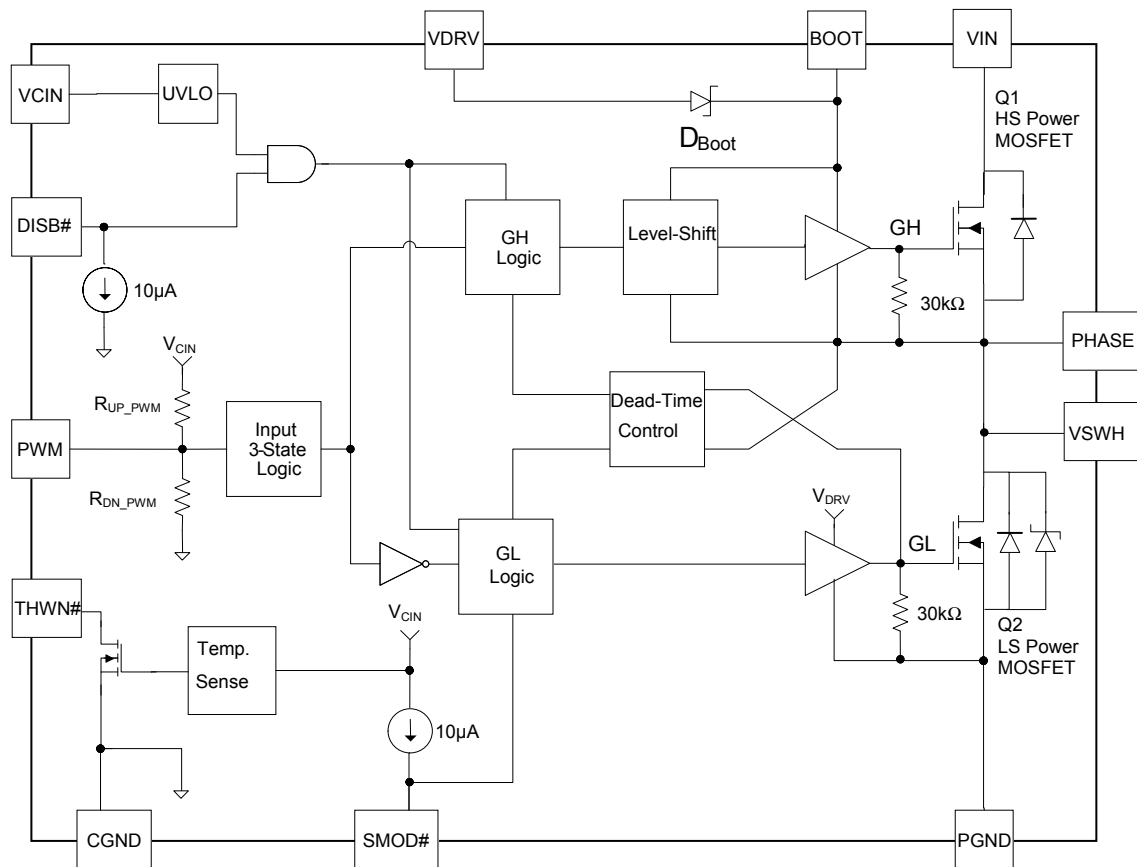 VDRV
BOOT
VIN
VCIN
UVLO
Q1
HS Power
MOSFET
DBoot
DISB#
GH
Logic
Level-Shift
GH
10µA
30kΩ
VCIN
PHASE
RUP_PWM
Dead-Time
Control
PWM
Input
3-State
Logic
VSWH
RDN_PWM
VDRV
GL
Logic
GL
THWN#
VCIN
30kΩ
Temp.
Sense
Q2
LS Power
MOSFET
10µA
CGND
SMOD#
PGND